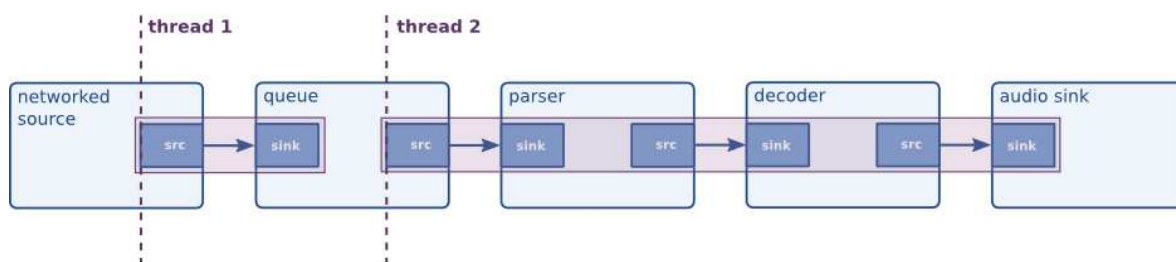 thread 1
thread 2
networked
source
queue
parser
decoder
audio sink
src
sink
src
sink
src
sink
src
sink